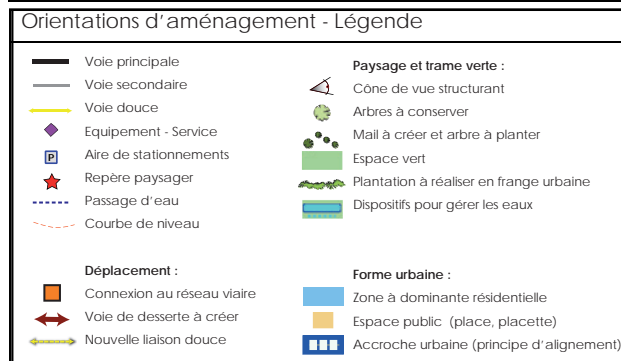 Orientations d'aménagement - Légende
Voie principale
Voie secondaire
Voie douce
Equipement - Service
P
Aire de stationnements
Repère paysager
Passage d'eau
Courbe de niveau
Déplacement :
Connexion au réseau viaire
Voie de desserte à créer
Nouvelle liaison douce
Paysage et trame verte :
Cône de vue structurant
Arbres à conserver
Mail à créer et arbre à planter
Espace vert
Plantation à réaliser en frange urbaine
Dispositifs pour gérer les eaux
Forme urbaine :
Zone à dominante résidentielle
Espace public (place, placette)
Accroche urbaine (principe d'alignement)